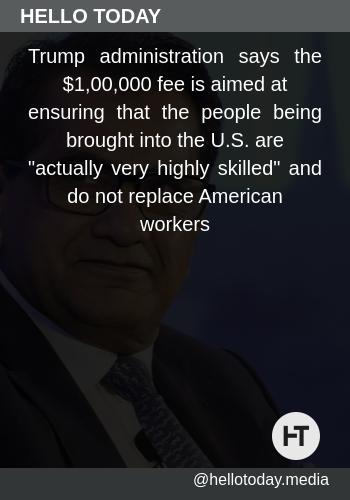 HELLO TODAY
Trump administration says the
$1,00,000 fee is aimed at
ensuring that the people being
brought into the U.S. are
"actually very highly skilled" and
do not replace American
workers
HT
@hellotoday.media